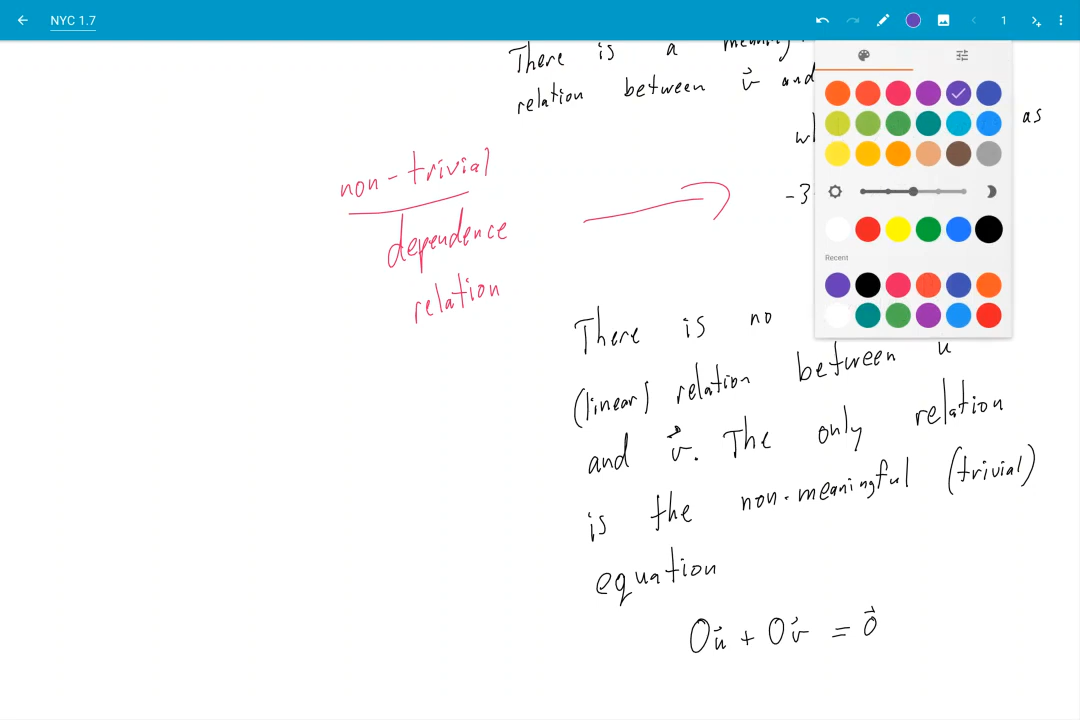 NYC 1.7
1
There is a
relation between v⃗ and
as
-3
non-trivial
dependence
relation
Recent
There is no
(linear) relation between u
and v⃗. The only relation
is the non-meaningful (trivial)
equation
0u⃗ + 0v⃗ = 0⃗